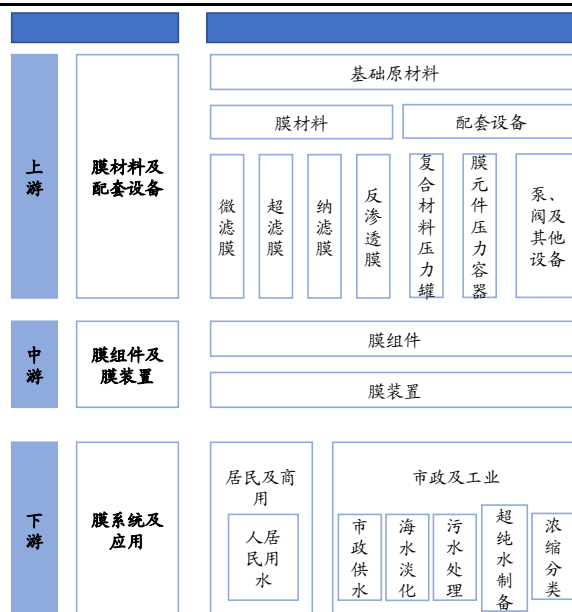 上游
膜材料及
配套设备
基础原材料
膜材料
配套设备
微滤膜
超滤膜
纳滤膜
反渗透膜
复合材料压力罐
膜元件压力容器
泵、
阀及
其他
设备
中游
膜组件及
膜装置
膜组件
膜装置
下游
膜系统及
应用
居民及商
用
人居
民用
水
市政及工业
市政供水
海水淡化
污水处理
超纯水制备
浓缩分类